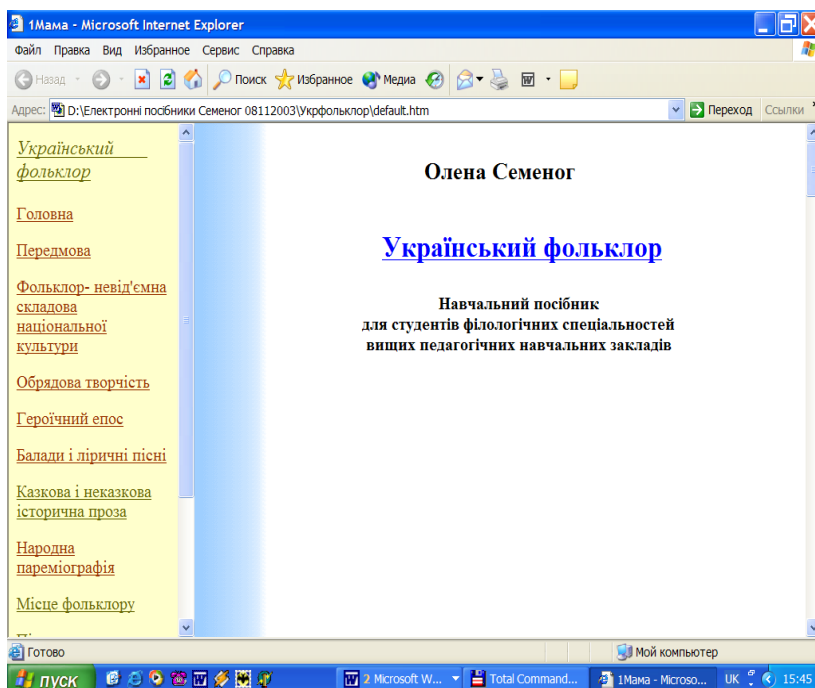 1Мама - Microsoft Internet Explorer
Файл Правка Вид Избранное Сервис Справка
Назад Поиск Избранное Медиа
Адрес: D:\Електронні посібники Семеног 08112003\Укрфольклор\default.htm Переход Ссылки »
Український
фольклор
Головна
Передмова
Фольклор- невід'ємна
складова
національної
культури
Обрядова творчість
Героїчний епос
Балади і ліричні пісні
Казкова і неказкова
історична проза
Народна
пареміографія
Місце фольклору
Олена Семеног
Український фольклор
Навчальний посібник
для студентів філологічних спеціальностей
вищих педагогічних навчальних закладів
Готово Мой компьютер
пуск 2 Microsoft W... Total Command... 1Мама - Microso... UK 15:45